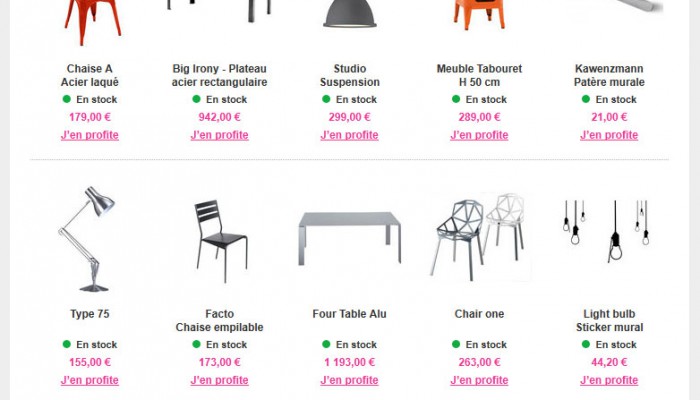 Chaise A
Acier laqué
En stock
179,00 €
J'en profite
Big Irony - Plateau
acier rectangulaire
En stock
942,00 €
J'en profite
Studio
Suspension
En stock
299,00 €
J'en profite
Meuble Tabouret
H 50 cm
En stock
289,00 €
J'en profite
Kawenzmann
Patère murale
En stock
21,00 €
J'en profite
Type 75
En stock
155,00 €
J'en profite
Facto
Chaise empilable
En stock
173,00 €
J'en profite
Four Table Alu
En stock
1 193,00 €
J'en profite
Chair one
En stock
263,00 €
J'en profite
Light bulb
Sticker mural
En stock
44,20 €
J'en profite